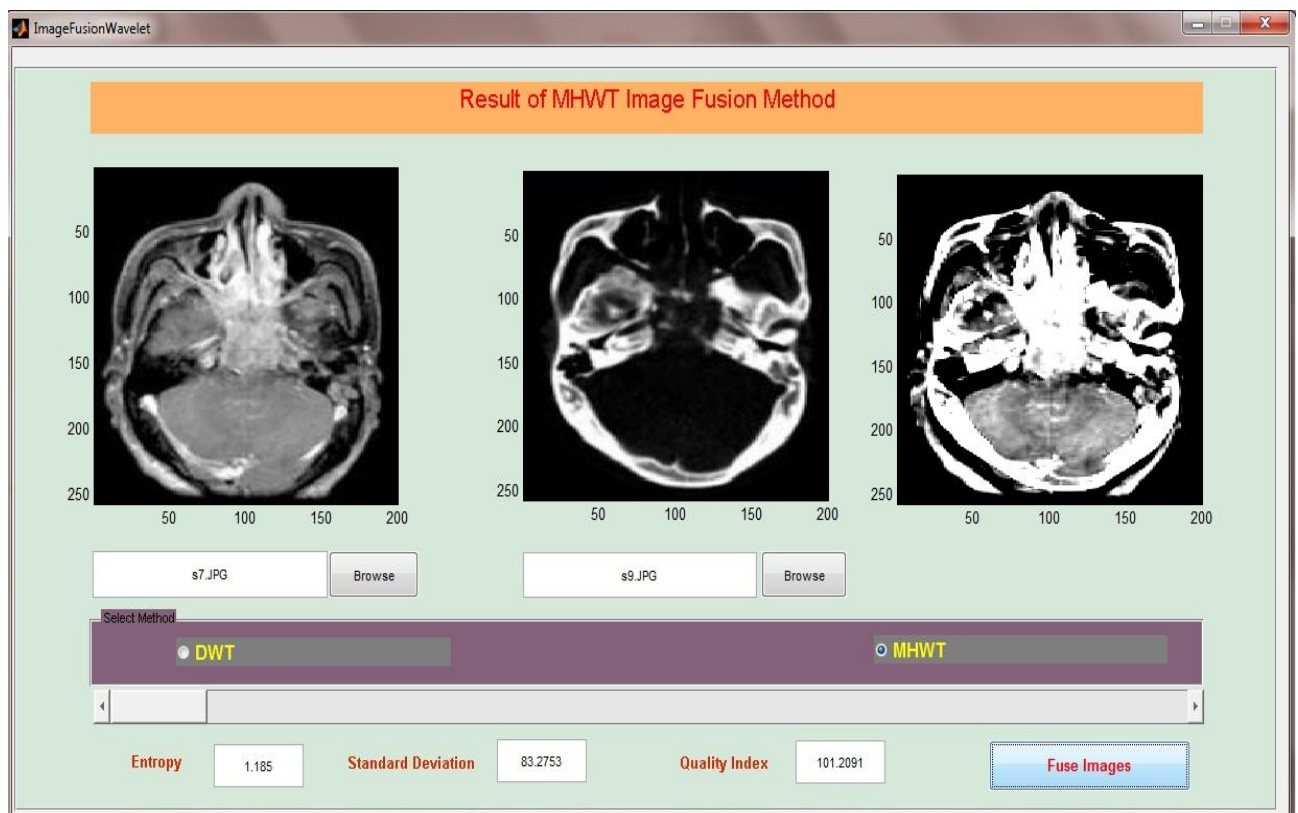 ImageFusionWavelet
Result of MHWT Image Fusion Method
50
100
150
200
250
50
100
150
200
50
100
150
200
250
50
100
150
200
50
100
150
200
250
50
100
150
200
s7.JPG
Browse
s9.JPG
Browse
Select Method
DWT
MHWT
Entropy
1.185
Standard Deviation
83.2753
Quality Index
101.2091
Fuse Images